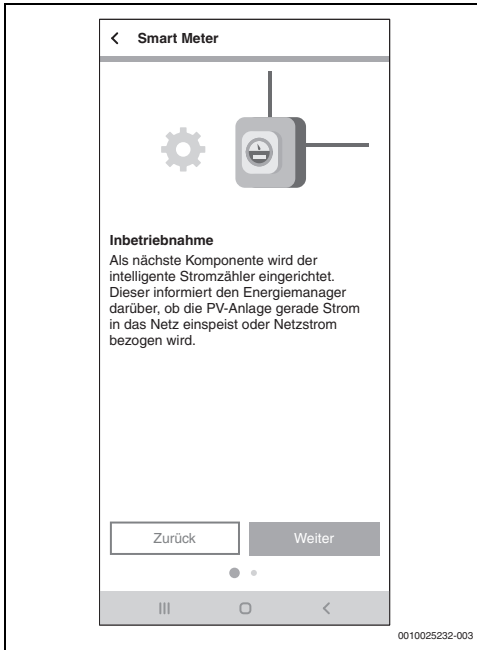 Smart Meter
Inbetriebnahme
Als nächste Komponente wird der
intelligente Stromzähler eingerichtet.
Dieser informiert den Energiemanager
darüber, ob die PV-Anlage gerade Strom
in das Netz einspeist oder Netzstrom
bezogen wird.
Zurück
Weiter
0010025232-003